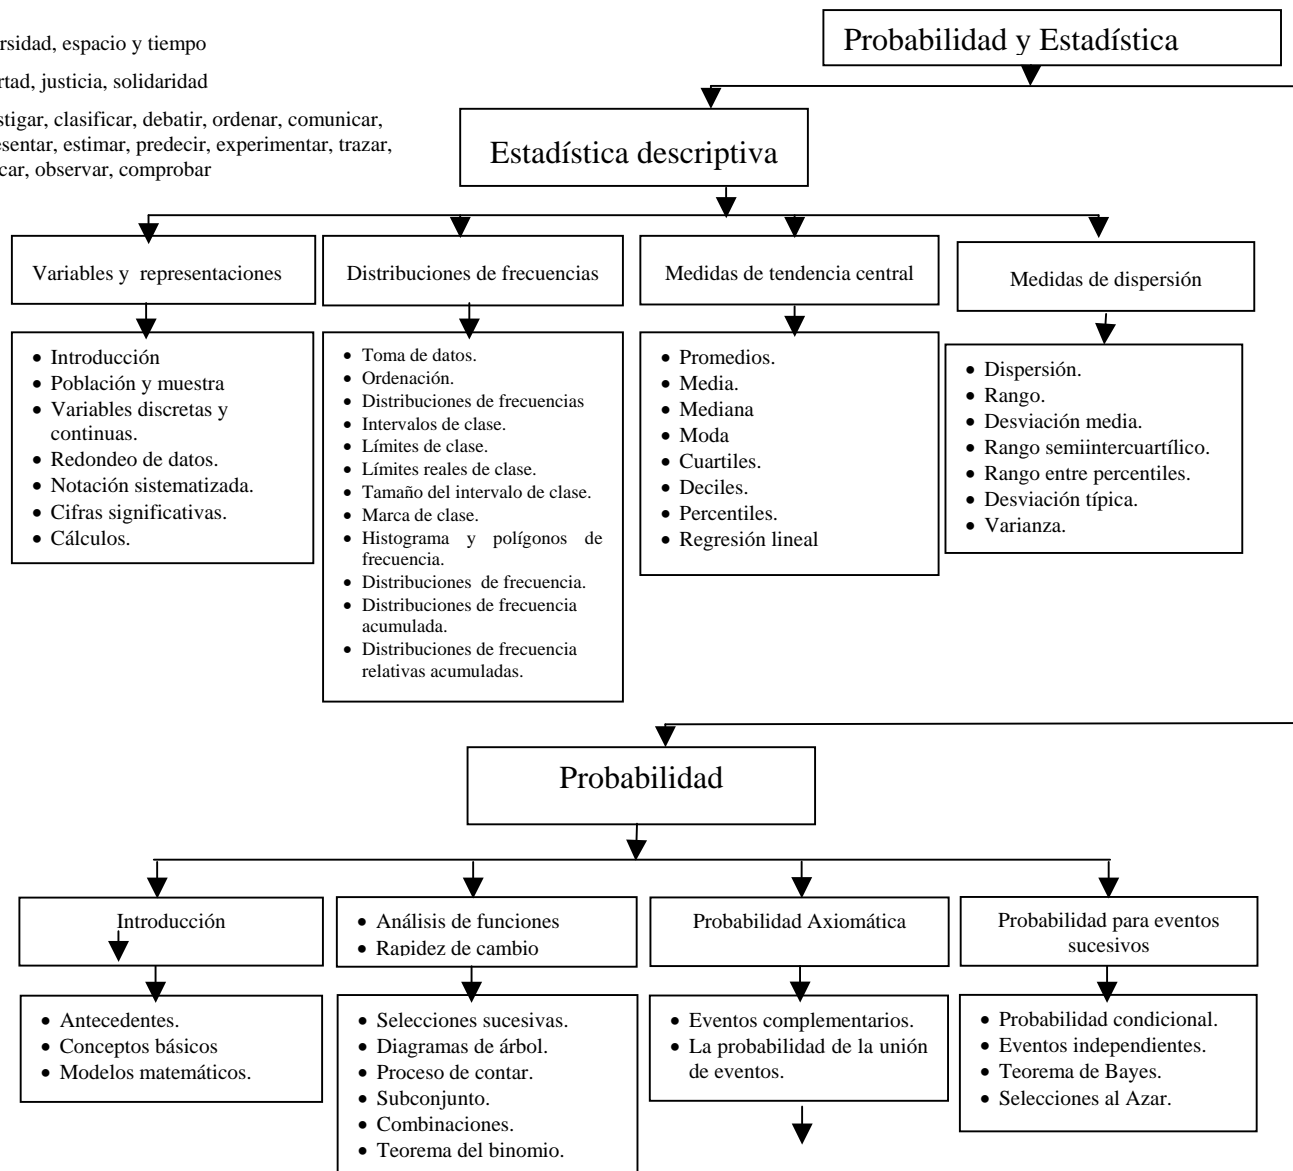 Probabilidad y Estadística
rsidad, espacio y tiempo
rtad, justicia, solidaridad
stigar, clasificar, debatir, ordenar, comunicar,
esentar, estimar, predecir, experimentar, trazar,
car, observar, comprobar
Estadística descriptiva
Variables y representaciones
• Introducción
• Población y muestra
• Variables discretas y
continuas.
• Redondeo de datos.
• Notación sistematizada.
• Cifras significativas.
• Cálculos.
Distribuciones de frecuencias
• Toma de datos.
• Ordenación.
• Distribuciones de frecuencias
• Intervalos de clase.
• Límites de clase.
• Límites reales de clase.
• Tamaño del intervalo de clase.
• Marca de clase.
• Histograma y polígonos de
frecuencia.
• Distribuciones de frecuencia.
• Distribuciones de frecuencia
acumulada.
• Distribuciones de frecuencia
relativas acumuladas.
Medidas de tendencia central
• Promedios.
• Media.
• Mediana
• Moda
• Cuartiles.
• Deciles.
• Percentiles.
• Regresión lineal
Medidas de dispersión
• Dispersión.
• Rango.
• Desviación media.
• Rango semiintercuartílico.
• Rango entre percentiles.
• Desviación típica.
• Varianza.
Probabilidad
Introducción
• Antecedentes.
• Conceptos básicos
• Modelos matemáticos.
• Análisis de funciones
• Rapidez de cambio
• Selecciones sucesivas.
• Diagramas de árbol.
• Proceso de contar.
• Subconjunto.
• Combinaciones.
• Teorema del binomio.
Probabilidad Axiomática
• Eventos complementarios.
• La probabilidad de la unión
de eventos.
Probabilidad para eventos
sucesivos
• Probabilidad condicional.
• Eventos independientes.
• Teorema de Bayes.
• Selecciones al Azar.